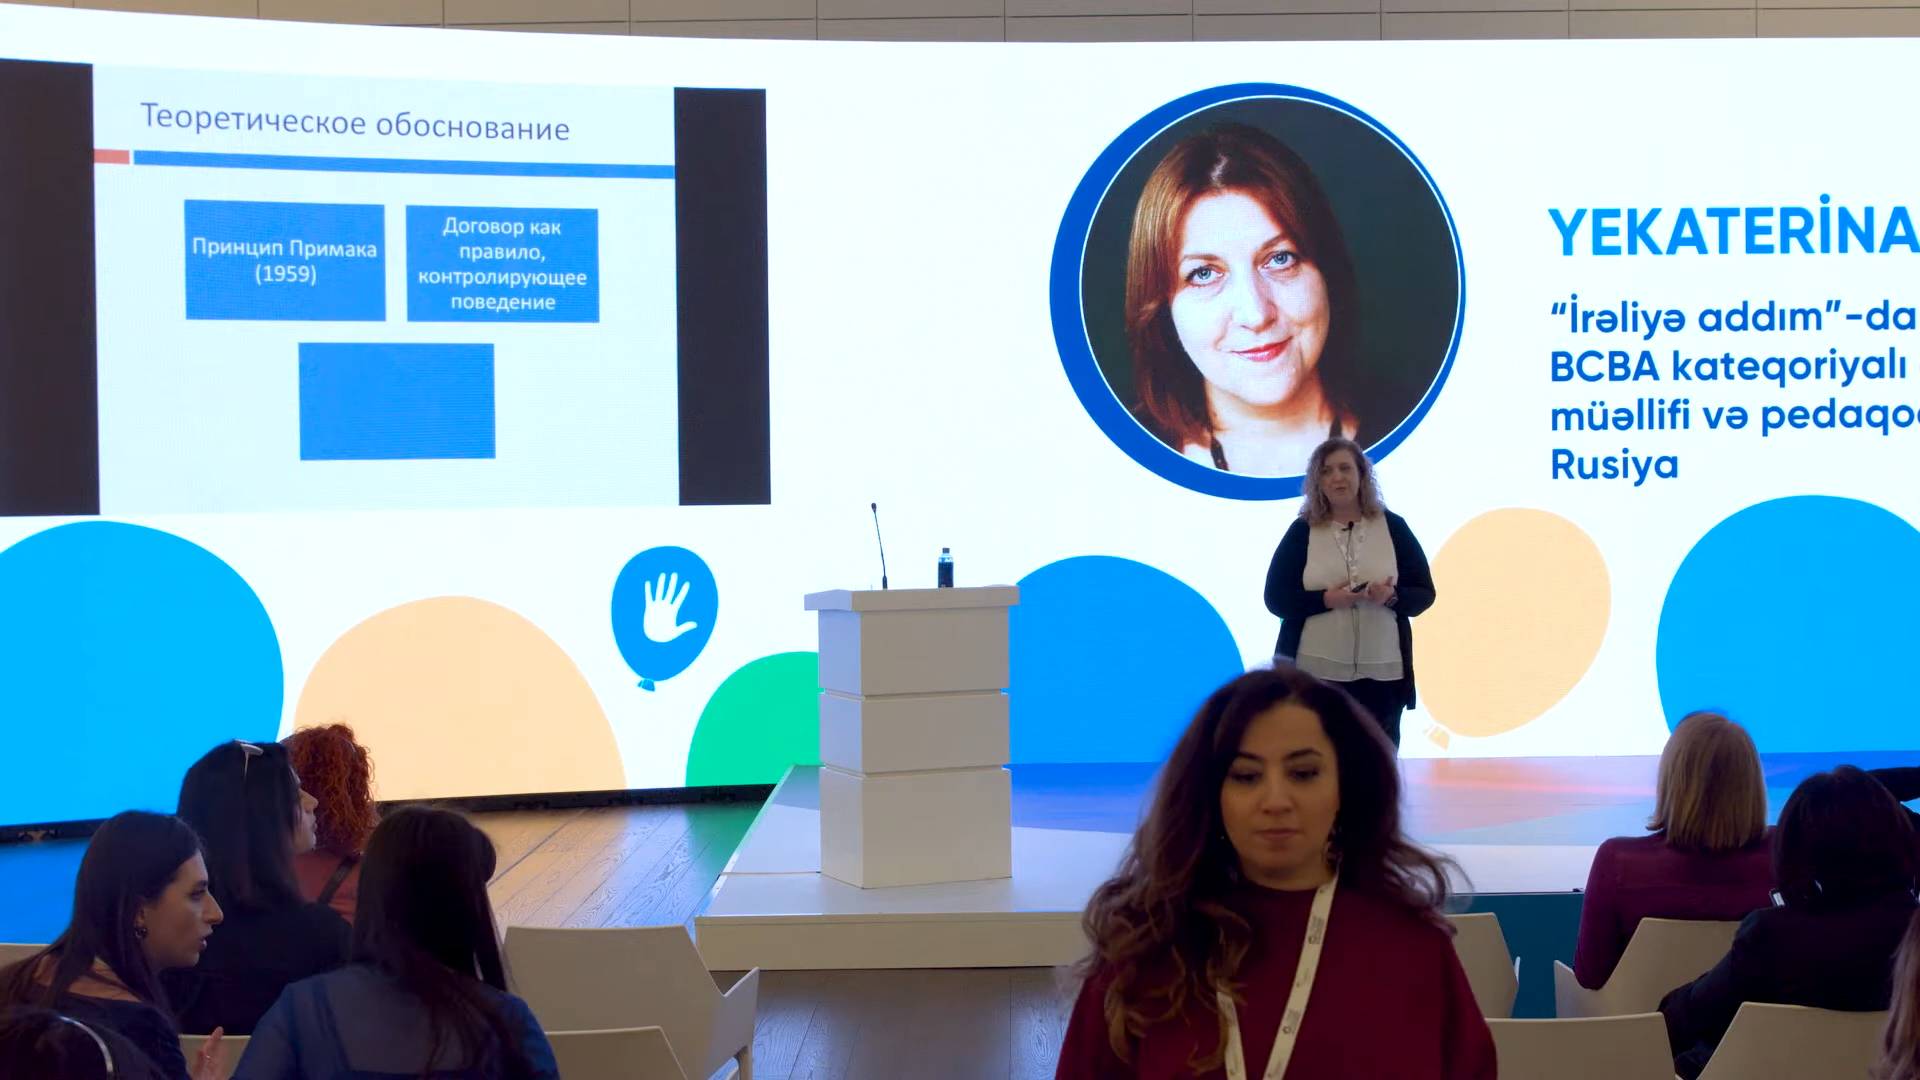 Теоретическое обоснование
Принцип Примака
(1959)
Договор как
правило,
контролирующее
поведение
YEKATERİNA
“İrəliyə addım”-da
BCBA kateqoriyalı
müəllifi və
Rusiya